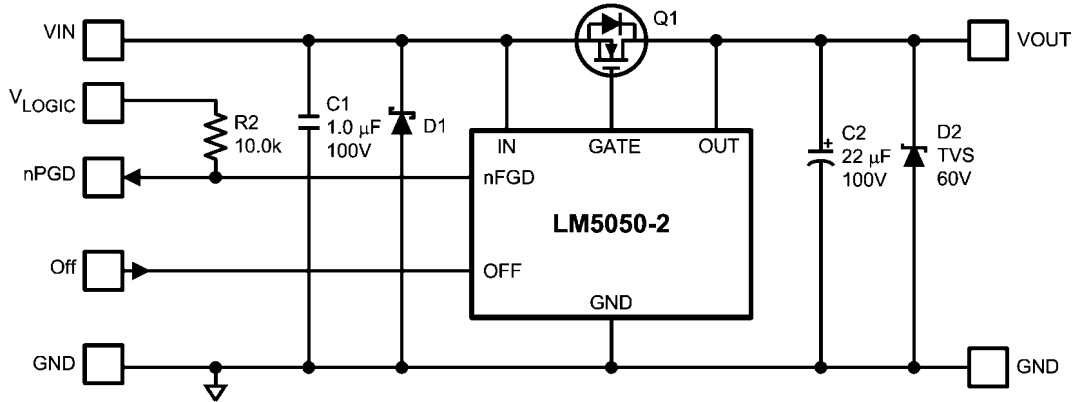 VIN
Q1
VOUT
VLOGIC
R2
10.0k
C1
1.0 μF
100V
D1
IN
GATE
OUT
C2
22 μF
100V
+
D2
TVS
60V
nPGD
nFGD
LM5050-2
Off
OFF
GND
GND
GND